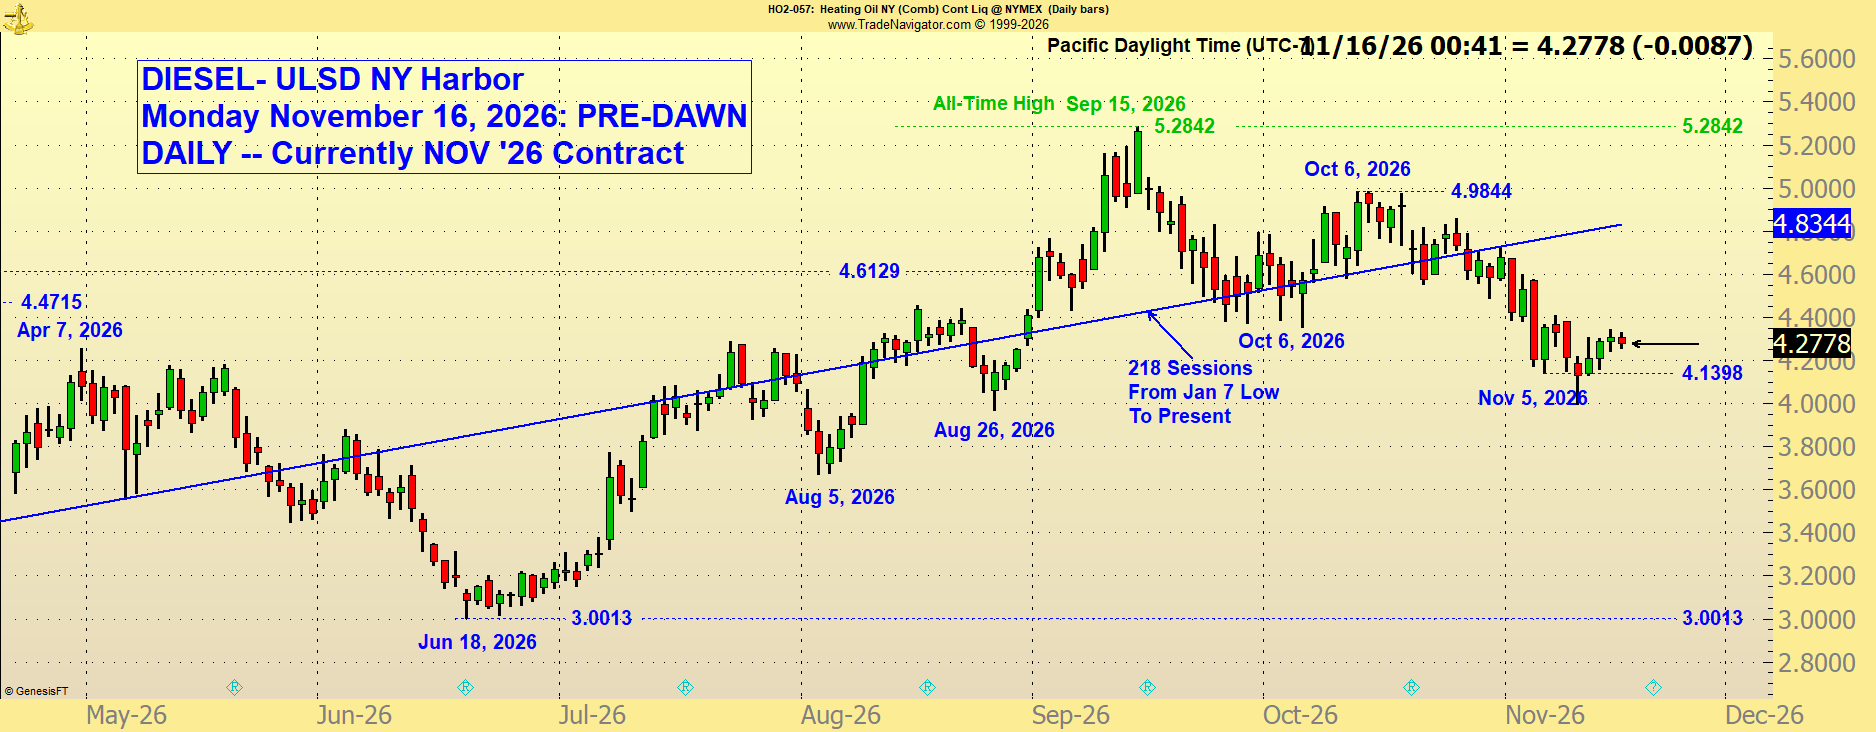 HO2-057: Heating Oil NY (Comb) Cont Liq @ NYMEX (Daily bars)
www.TradeNavigator.com © 1999-2026
Pacific Daylight Time (UTC-7)
11/16/26 00:41 = 4.2778 (-0.0087)
DIESEL- ULSD NY Harbor
Monday November 16, 2026: PRE-DAWN
DAILY -- Currently NOV '26 Contract
All-Time High Sep 15, 2026
5.2842
5.2842
Oct 6, 2026
4.9844
4.6129
4.4715
Apr 7, 2026
Oct 6, 2026
218 Sessions
From Jan 7 Low
To Present
4.1398
Nov 5, 2026
Aug 26, 2026
Aug 5, 2026
3.0013
3.0013
Jun 18, 2026
5.6000
5.4000
5.2000
5.0000
4.8344
4.6000
4.4000
4.2778
4.0000
3.8000
3.6000
3.4000
3.2000
3.0000
2.8000
© GenesisFT
R
R
R
R
R
R
?
May-26
Jun-26
Jul-26
Aug-26
Sep-26
Oct-26
Nov-26
Dec-26